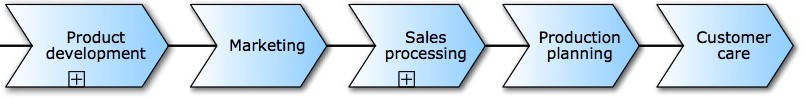 Product
development
Marketing
Sales
processing
Production
planning
Customer
care